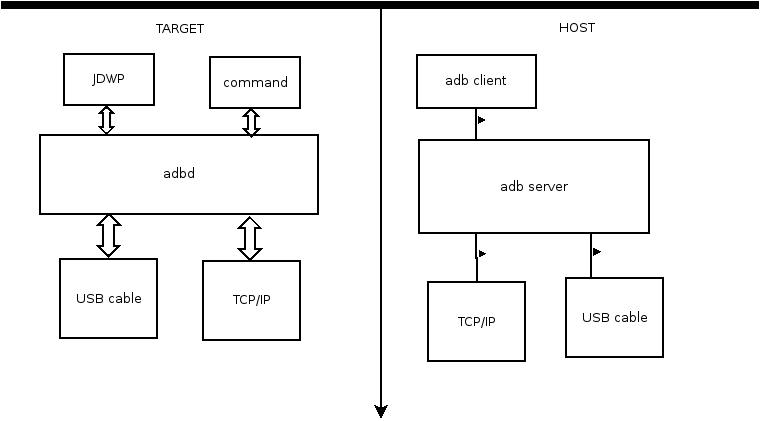 TARGET
HOST
JDWP
command
adb client
adbd
adb server
USB cable
TCP/IP
TCP/IP
USB cable